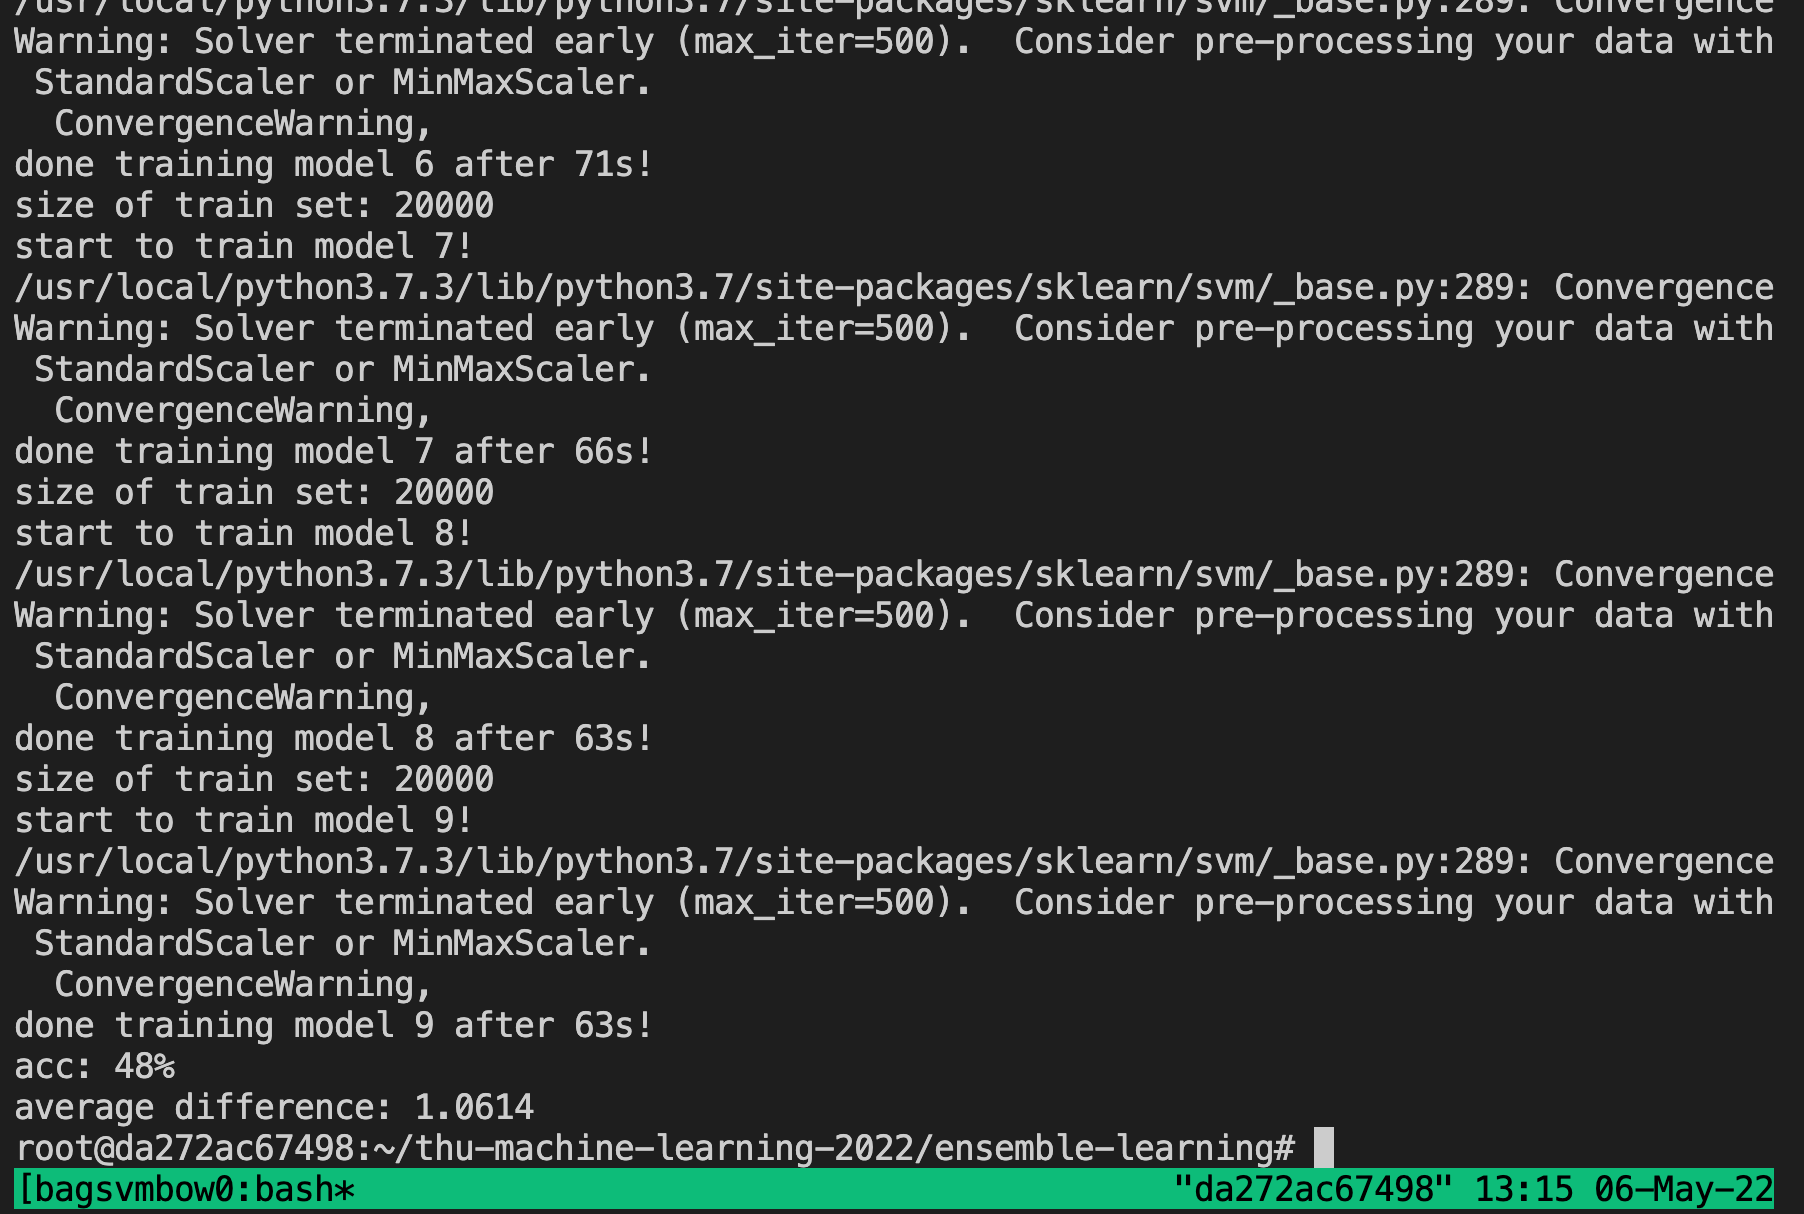 /usr/local/python3.7.3/lib/python3.7/site-packages/sklearn/svm/_base.py:289: Convergence
Warning: Solver terminated early (max_iter=500).  Consider pre-processing your data with
 StandardScaler or MinMaxScaler.
  ConvergenceWarning,
done training model 6 after 71s!
size of train set: 20000
start to train model 7!
/usr/local/python3.7.3/lib/python3.7/site-packages/sklearn/svm/_base.py:289: Convergence
Warning: Solver terminated early (max_iter=500).  Consider pre-processing your data with
 StandardScaler or MinMaxScaler.
  ConvergenceWarning,
done training model 7 after 66s!
size of train set: 20000
start to train model 8!
/usr/local/python3.7.3/lib/python3.7/site-packages/sklearn/svm/_base.py:289: Convergence
Warning: Solver terminated early (max_iter=500).  Consider pre-processing your data with
 StandardScaler or MinMaxScaler.
  ConvergenceWarning,
done training model 8 after 63s!
size of train set: 20000
start to train model 9!
/usr/local/python3.7.3/lib/python3.7/site-packages/sklearn/svm/_base.py:289: Convergence
Warning: Solver terminated early (max_iter=500).  Consider pre-processing your data with
 StandardScaler or MinMaxScaler.
  ConvergenceWarning,
done training model 9 after 63s!
acc: 48%
average difference: 1.0614
root@da272ac67498:~/thu-machine-learning-2022/ensemble-learning#
[bagsvmbow0:bash* "da272ac67498" 13:15 06-May-22